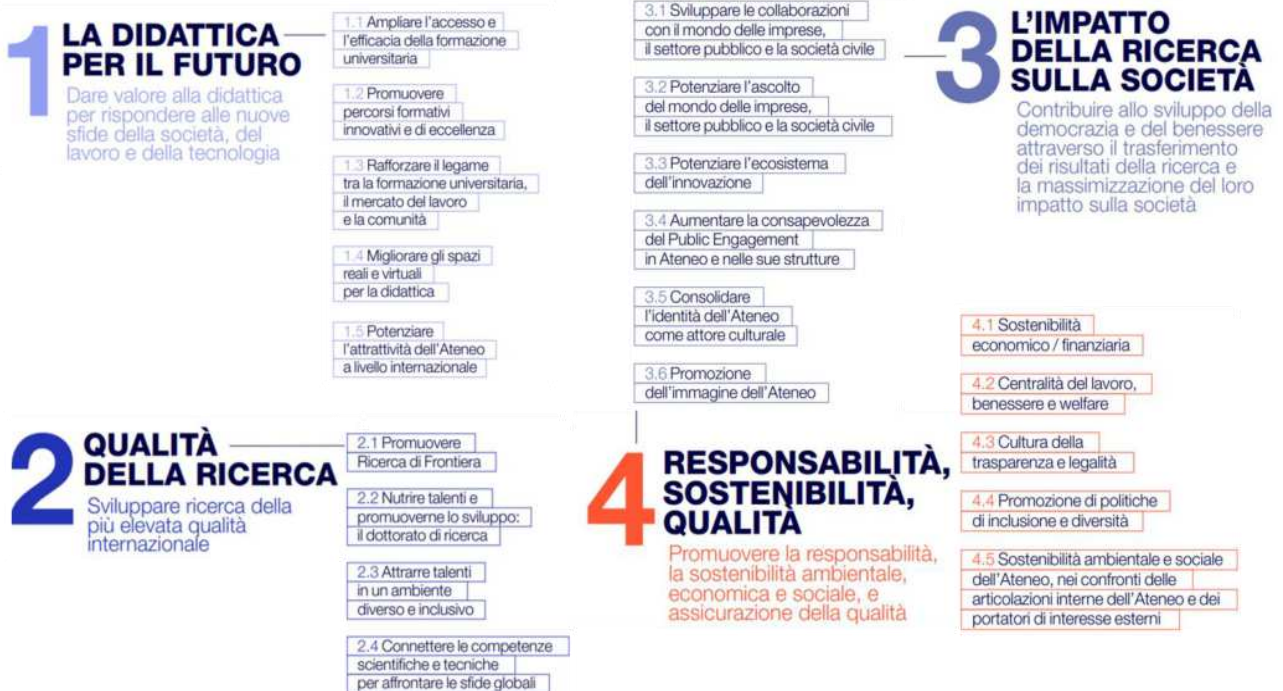 1
LA DIDATTICA
PER IL FUTURO
Dare valore alla didattica
per rispondere alle nuove
sfide della società, del
lavoro e della tecnologia
1.1 Ampliare l'accesso e
l'efficacia della formazione
universitaria
1.2 Promuovere
percorsi formativi
innovativi e di eccellenza
1.3 Rafforzare il legame
tra la formazione universitaria,
il mercato del lavoro
e la comunità
1.4 Migliorare gli spazi
reali e virtuali
per la didattica
1.5 Potenziare
l'attrattività dell'Ateneo
a livello internazionale
2
QUALITÀ
DELLA RICERCA
Sviluppare ricerca della
più elevata qualità
internazionale
2.1 Promuovere
Ricerca di Frontiera
2.2 Nutrire talenti e
promuoverne lo sviluppo:
il dottorato di ricerca
2.3 Attrarre talenti
in un ambiente
diverso e inclusivo
2.4 Connettere le competenze
scientifiche e tecniche
per affrontare le sfide globali
3
L'IMPATTO
DELLA RICERCA
SULLA SOCIETÀ
Contribuire allo sviluppo della
democrazia e del benessere
attraverso il trasferimento
dei risultati della ricerca e
la massimizzazione del loro
impatto sulla società
3.1 Sviluppare le collaborazioni
con il mondo delle imprese,
il settore pubblico e la società civile
3.2 Potenziare l'ascolto
del mondo delle imprese,
il settore pubblico e la società civile
3.3 Potenziare l'ecosistema
dell'innovazione
3.4 Aumentare la consapevolezza
del Public Engagement
in Ateneo e nelle sue strutture
3.5 Consolidare
l'identità dell'Ateneo
come attore culturale
3.6 Promozione
dell'immagine dell'Ateneo
4
RESPONSABILITÀ,
SOSTENIBILITÀ,
QUALITÀ
Promuovere la responsabilità,
la sostenibilità ambientale,
economica e sociale, e
assicurazione della qualità
4.1 Sostenibilità
economico / finanziaria
4.2 Centralità del lavoro,
benessere e welfare
4.3 Cultura della
trasparenza e legalità
4.4 Promozione di politiche
di inclusione e diversità
4.5 Sostenibilità ambientale e sociale
dell'Ateneo, nei confronti delle
articolazioni interne dell'Ateneo e dei
portatori di interesse esterni